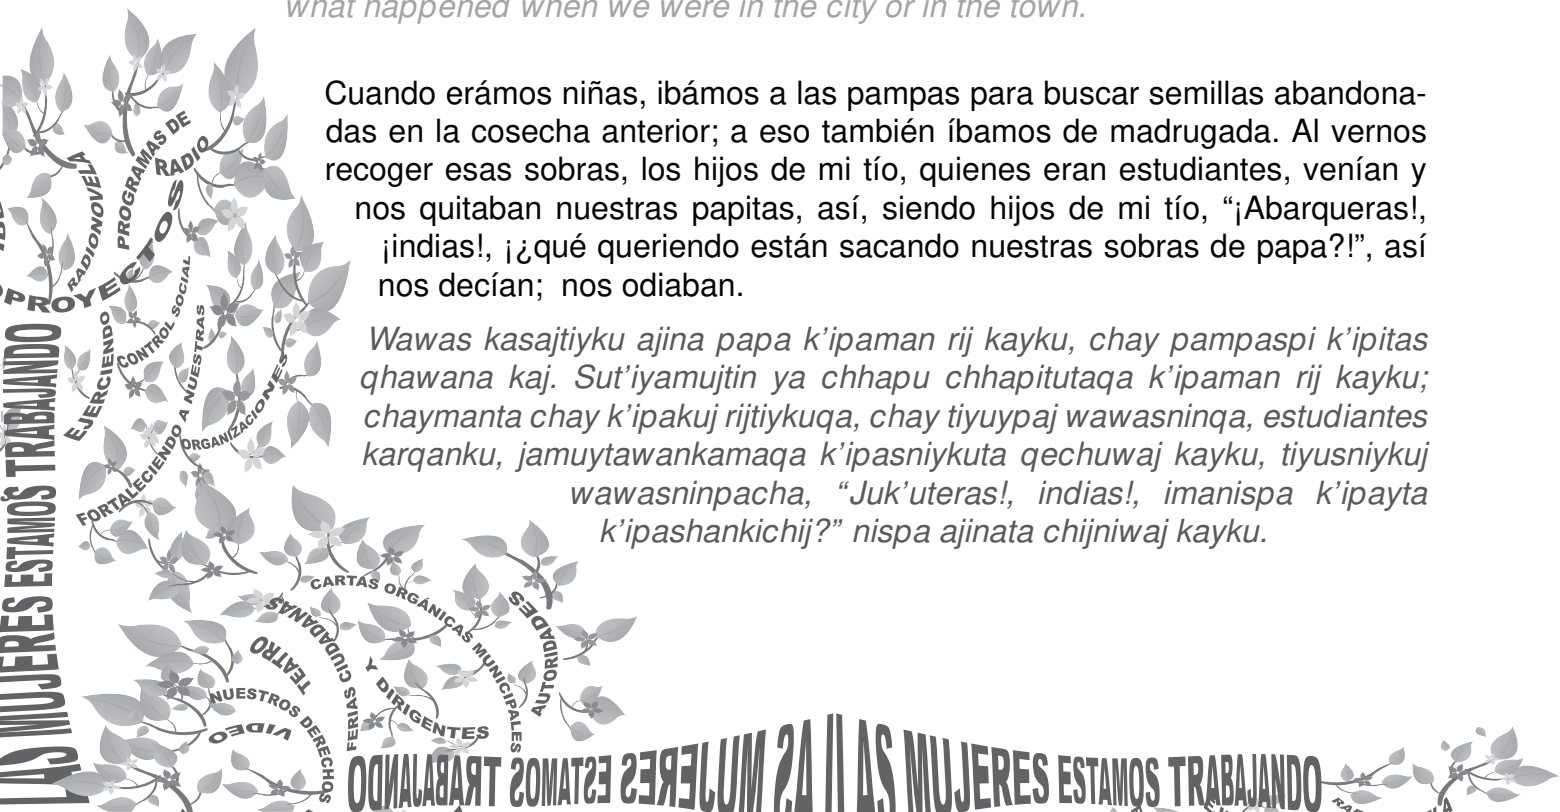 what happened when we were in the city or in the town.
Cuando erámos niñas, ibámos a las pampas para buscar semillas abandona-
das en la cosecha anterior; a eso también íbamos de madrugada. Al vernos
recoger esas sobras, los hijos de mi tío, quienes eran estudiantes, venían y
nos quitaban nuestras papitas, así, siendo hijos de mi tío, “¡Abarqueras!,
¡indias!, ¡¿qué queriendo están sacando nuestras sobras de papa?!”, así
nos decían;  nos odiaban.
Wawas kasajtiyku ajina papa k’ipaman rij kayku, chay pampaspi k’ipitas
qhawana kaj. Sut’iyamujtin ya chhapu chhapitutaqa k’ipaman rij kayku;
chaymanta chay k’ipakuj rijtiykuqa, chay tiyuypaj wawasninqa, estudiantes
karqanku, jamuytawankamaqa k’ipasniykuta qechuwaj kayku, tiyusniykuj
wawasninpacha, “Juk’uteras!, indias!, imanispa k’ipayta
k’ipashankichij?” nispa ajinata chijniwaj kayku.
PROGRAMAS DE
RADIO
RADIONOVELA
PROYECTOS
EJERCIENDO
CONTROL SOCIAL
FORTALECIENDO A NUESTRAS
ORGANIZACIONES
LAS MUJERES ESTAMOS TRABAJANDO
CARTAS ORGÁNICAS MUNICIPALES
AUTORIDADES
Y DIRIGENTES
FERIAS CIUDADANAS
TEATRO
NUESTROS DERECHOS
VIDEO
LAS MUJERES ESTAMOS TRABAJANDO
LAS MUJERES ESTAMOS TRABAJANDO